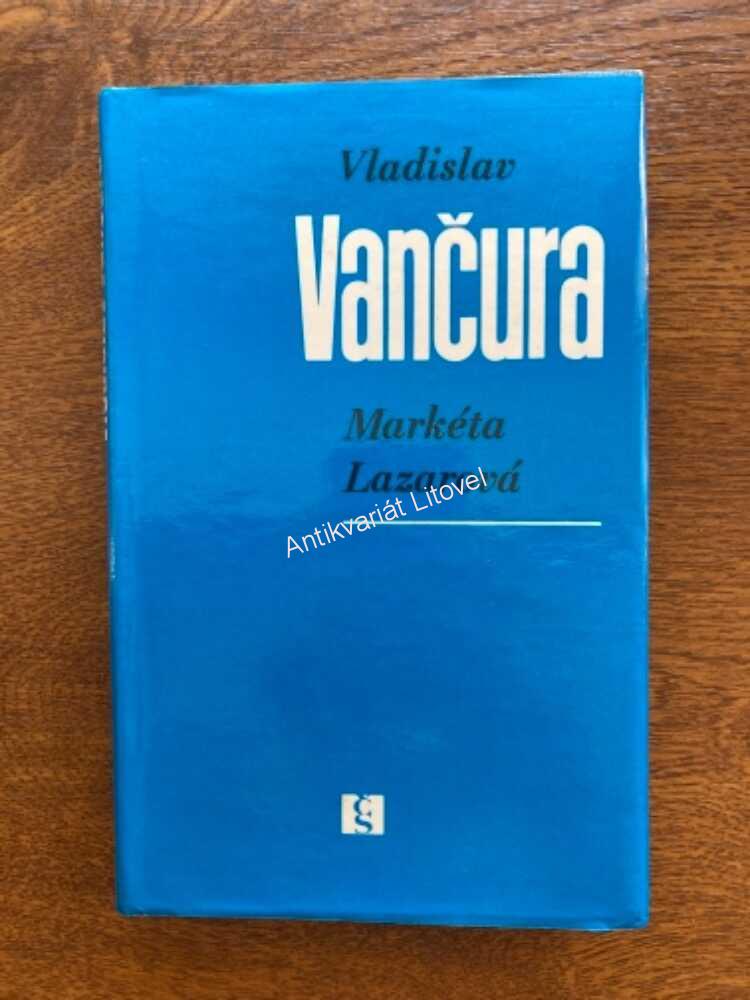 Vladislav
Vančura
Markéta
Lazarová
Antikvariát Litovel
Č
S